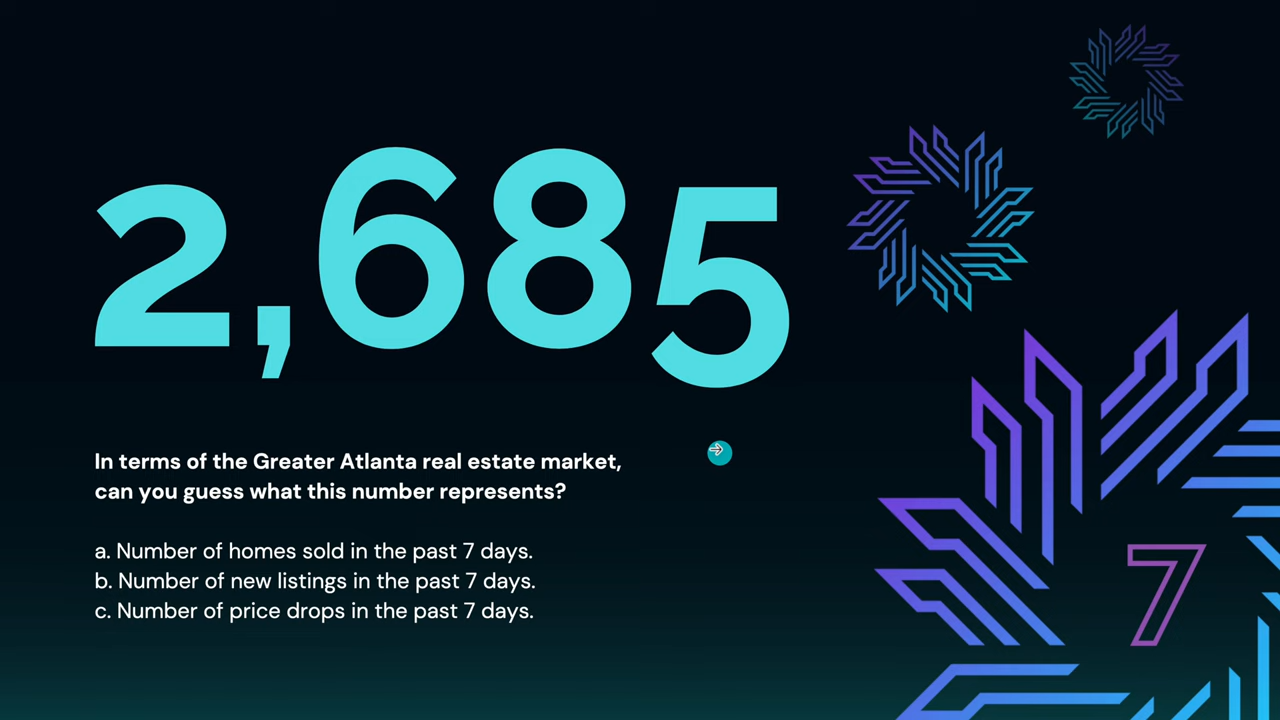 2,685
In terms of the Greater Atlanta real estate market,
can you guess what this number represents?
a. Number of homes sold in the past 7 days.
b. Number of new listings in the past 7 days.
c. Number of price drops in the past 7 days.
7